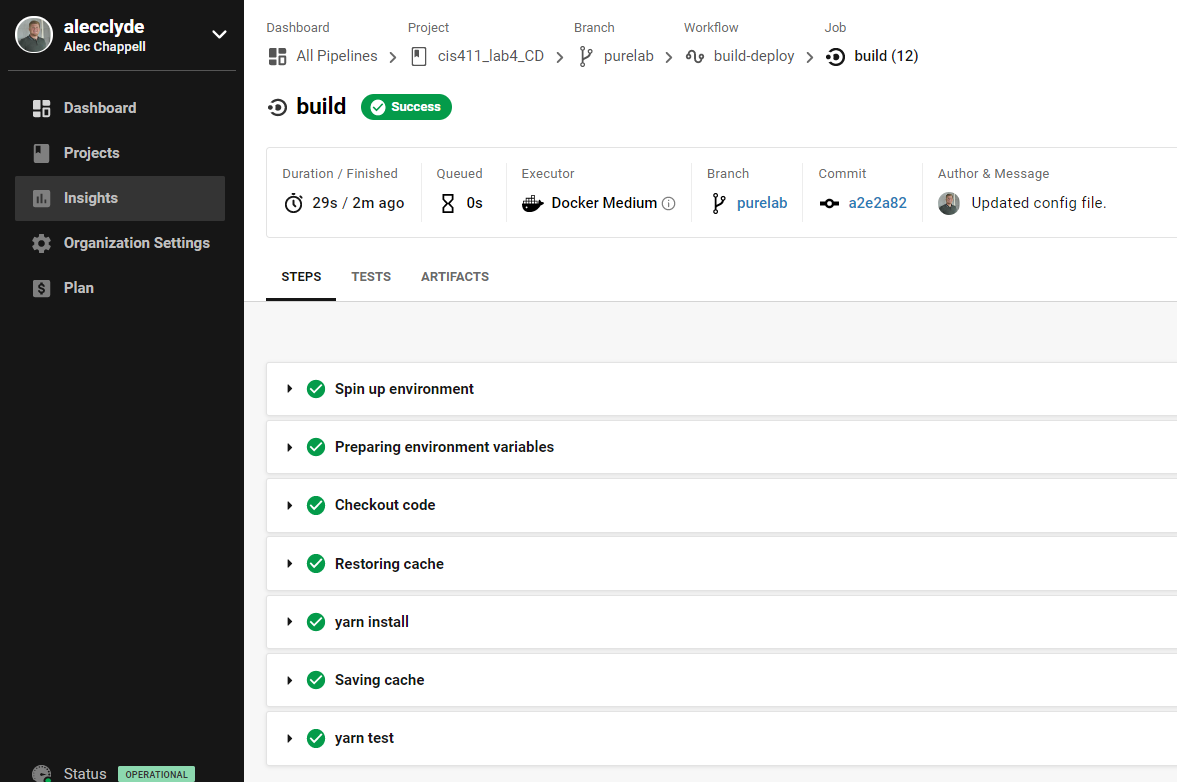 alecclyde
Alec Chappell
Dashboard
Projects
Insights
Organization Settings
Plan
Status OPERATIONAL
Dashboard Project Branch Workflow Job
All Pipelines cis411_lab4_CD purelab build-deploy build (12)
build Success
Duration / Finished Queued Executor Branch Commit Author & Message
29s / 2m ago 0s Docker Medium purelab a2e2a82 Updated config file.
STEPS TESTS ARTIFACTS
Spin up environment
Preparing environment variables
Checkout code
Restoring cache
yarn install
Saving cache
yarn test